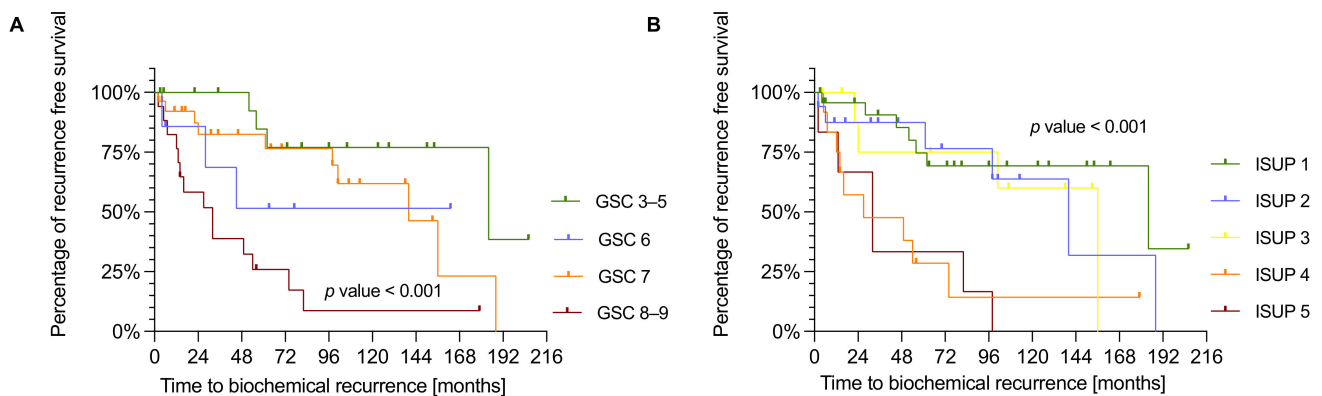 A
Percentage of recurrence free survival
100%
75%
50%
25%
0%
0 24 48 72 96 120 144 168 192 216
Time to biochemical recurrence [months]
p value < 0.001
GSC 3–5
GSC 6
GSC 7
GSC 8–9
B
Percentage of recurrence free survival
100%
75%
50%
25%
0%
0 24 48 72 96 120 144 168 192 216
Time to biochemical recurrence [months]
p value < 0.001
ISUP 1
ISUP 2
ISUP 3
ISUP 4
ISUP 5